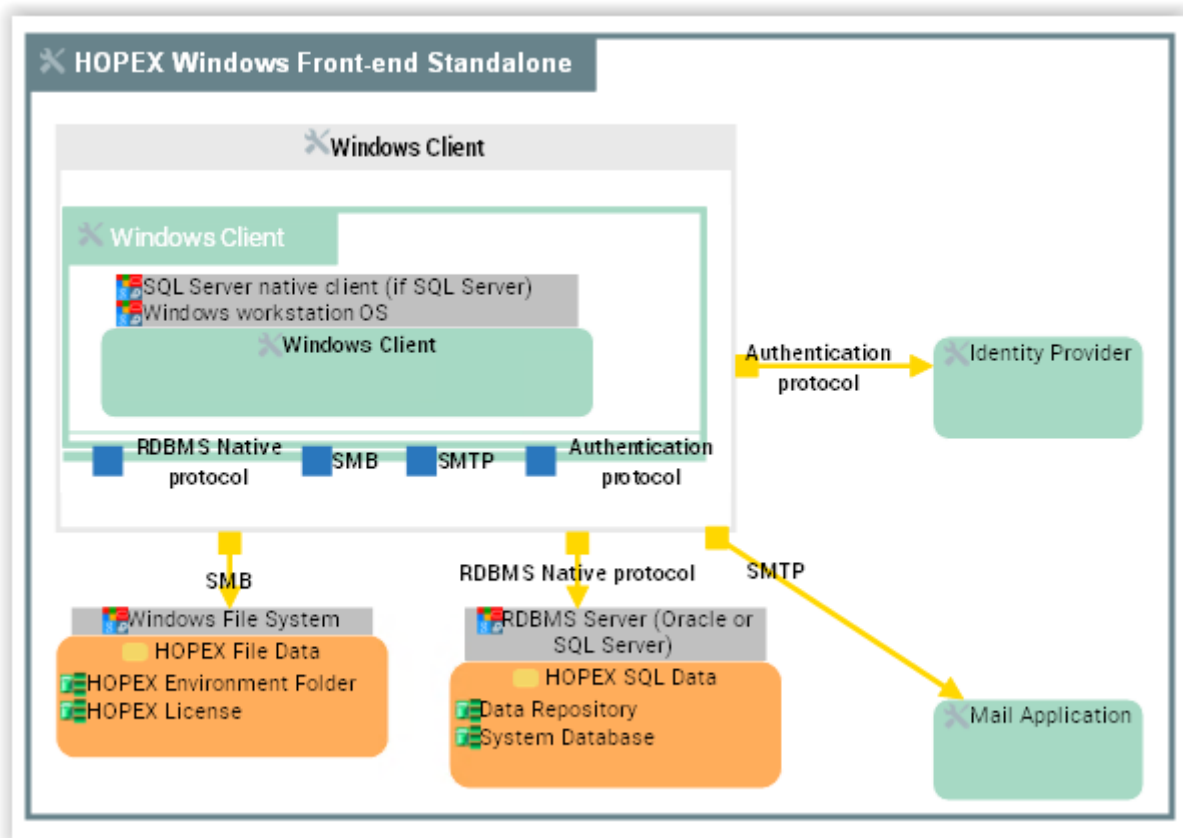 HOPEX Windows Front-end Standalone
Windows Client
Windows Client
SQL Server native client (if SQL Server)
Windows workstation OS
Windows Client
Authentication
protocol
Identity Provider
RDBMS Native
protocol
SMB
SMTP
Authentication
protocol
SMB
RDBMS Native protocol
SMTP
Windows File System
HOPEX File Data
HOPEX Environment Folder
HOPEX License
RDBMS Server (Oracle or
SQL Server)
HOPEX SQL Data
Data Repository
System Database
Mail Application